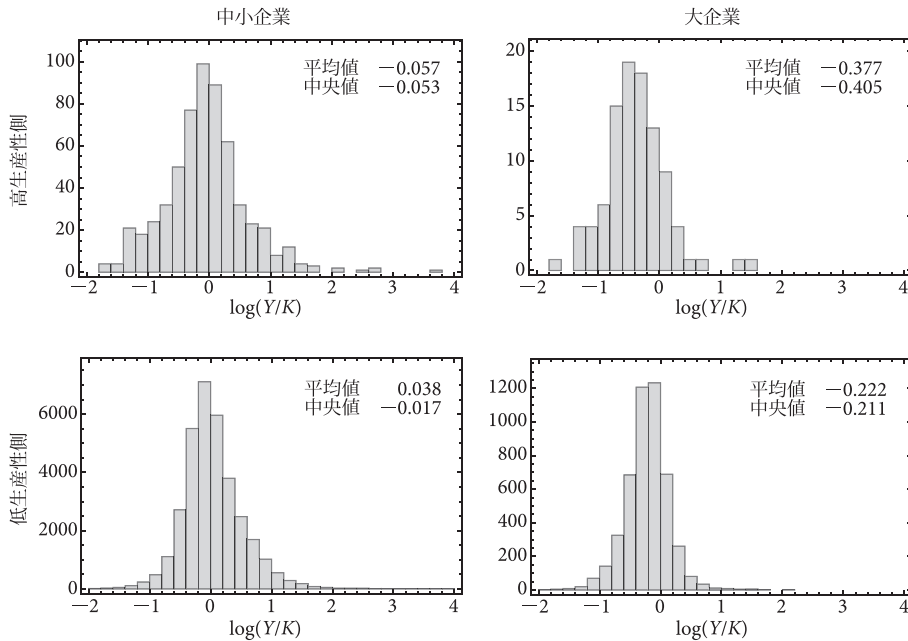 中小企業
大企業
高生産性側
100
80
60
40
20
0
平均値 −0.057
中央値 −0.053
−2 −1 0 1 2 3 4
log(Y/K)
20
15
10
5
0
平均値 −0.377
中央値 −0.405
−2 −1 0 1 2 3 4
log(Y/K)
低生産性側
6000
4000
2000
0
平均値 0.038
中央値 −0.017
−2 −1 0 1 2 3 4
log(Y/K)
1200
1000
800
600
400
200
0
平均値 −0.222
中央値 −0.211
−2 −1 0 1 2 3 4
log(Y/K)